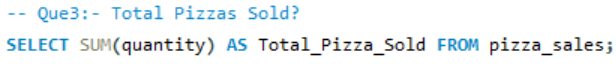 -- Que3:- Total Pizzas Sold?
SELECT SUM(quantity) AS Total_Pizza_Sold FROM pizza_sales;